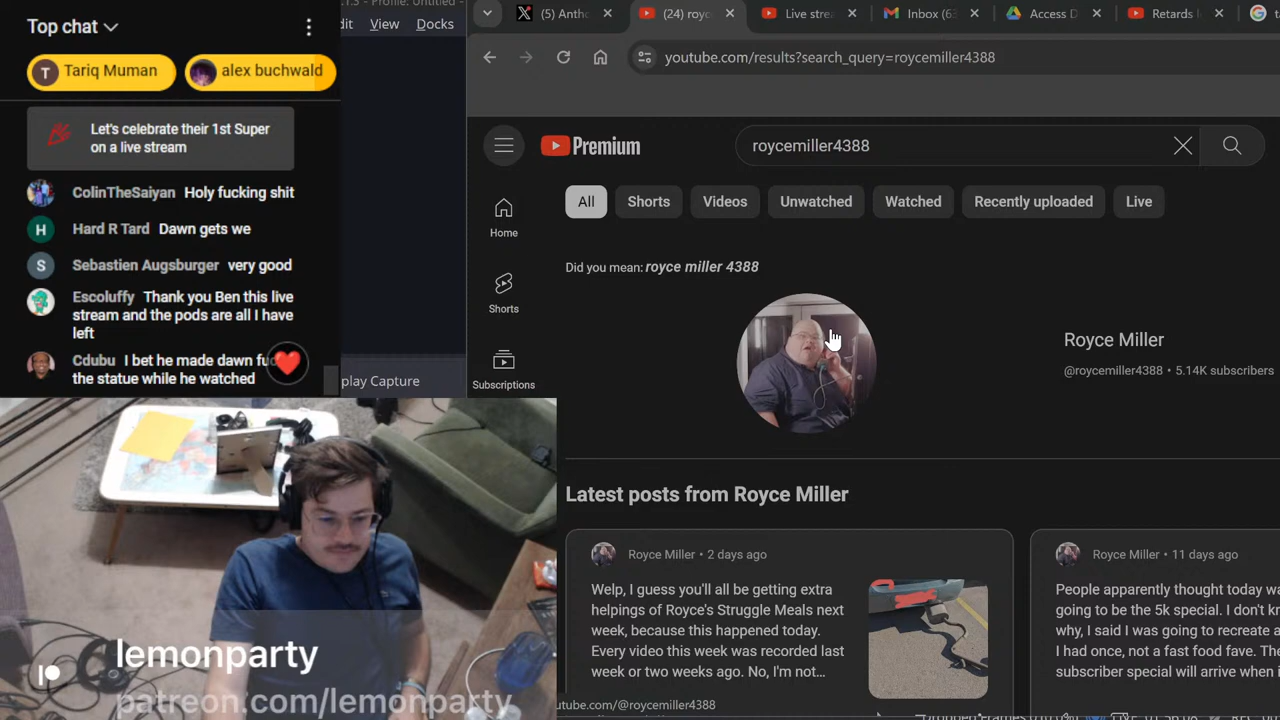 Top chat
Tariq Muman
alex buchwald
Let's celebrate their 1st Super
on a live stream
ColinTheSaiyan Holy fucking shit
H Hard R Tard Dawn gets we
S Sebastien Augsburger very good
Escoluffy Thank you Ben this live
stream and the pods are all I have
left
Cdubu I bet he made dawn fu
the statue while he watched
View Docks
play Capture
(5) Anth
(24) royc
Live stre
Inbox (63
Access D
Retards
youtube.com/results?search_query=roycemiller4388
Premium
roycemiller4388
All Shorts Videos Unwatched Watched Recently uploaded Live
Home
Shorts
Subscriptions
Did you mean: royce miller 4388
Royce Miller
@roycemiller4388 • 5.14K subscribers
Latest posts from Royce Miller
Royce Miller • 2 days ago
Welp, I guess you'll all be getting extra
helpings of Royce's Struggle Meals next
week, because this happened today.
Every video this week was recorded last
week or two weeks ago. No, I'm not...
Royce Miller • 11 days ago
People apparently thought today wa
going to be the 5k special. I don't kn
why, I said I was going to recreate a
I had once, not a fast food fave. The
subscriber special will arrive when i
utube.com/@roycemiller4388
lemonparty
patreon.com/lemonparty